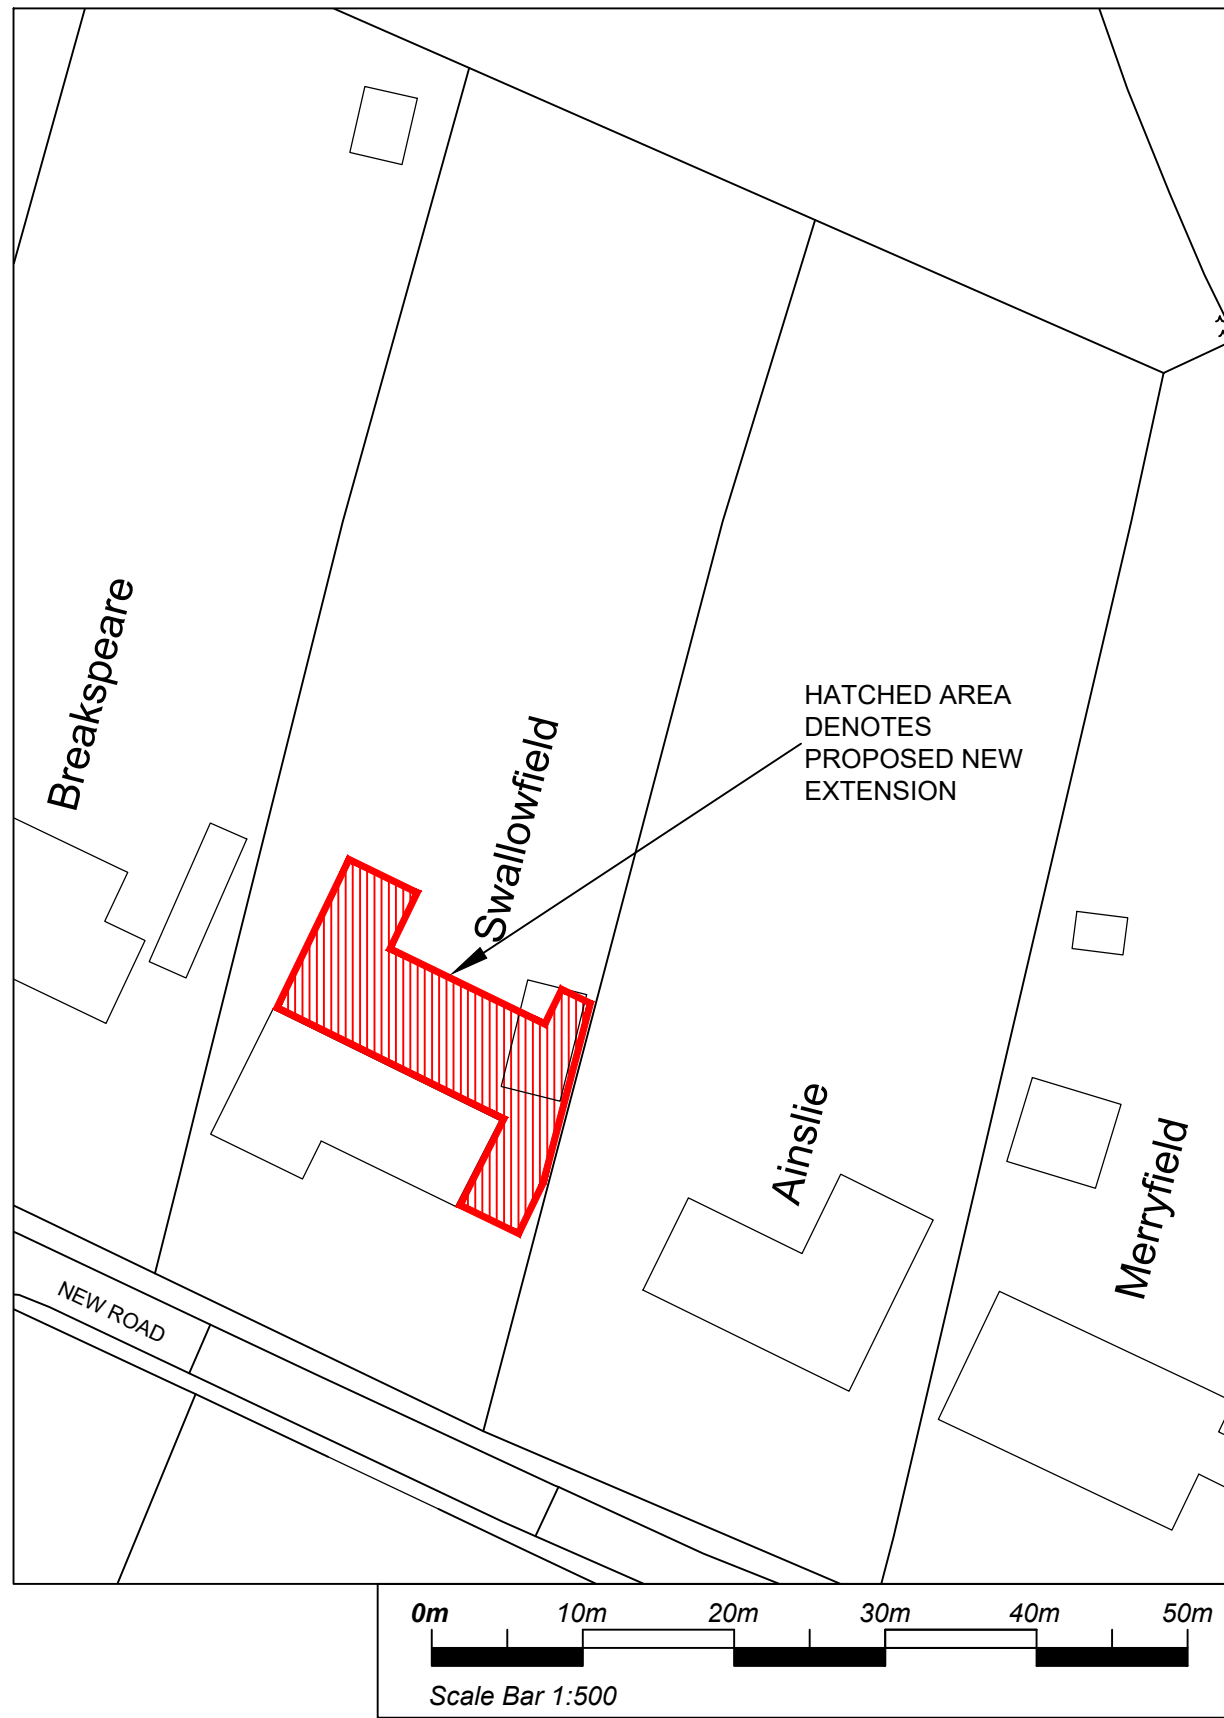 Breakspeare
Swallowfield
HATCHED AREA
DENOTES
PROPOSED NEW
EXTENSION
Ainslie
Merryfield
NEW ROAD
0m 10m 20m 30m 40m 50m
Scale Bar 1:500